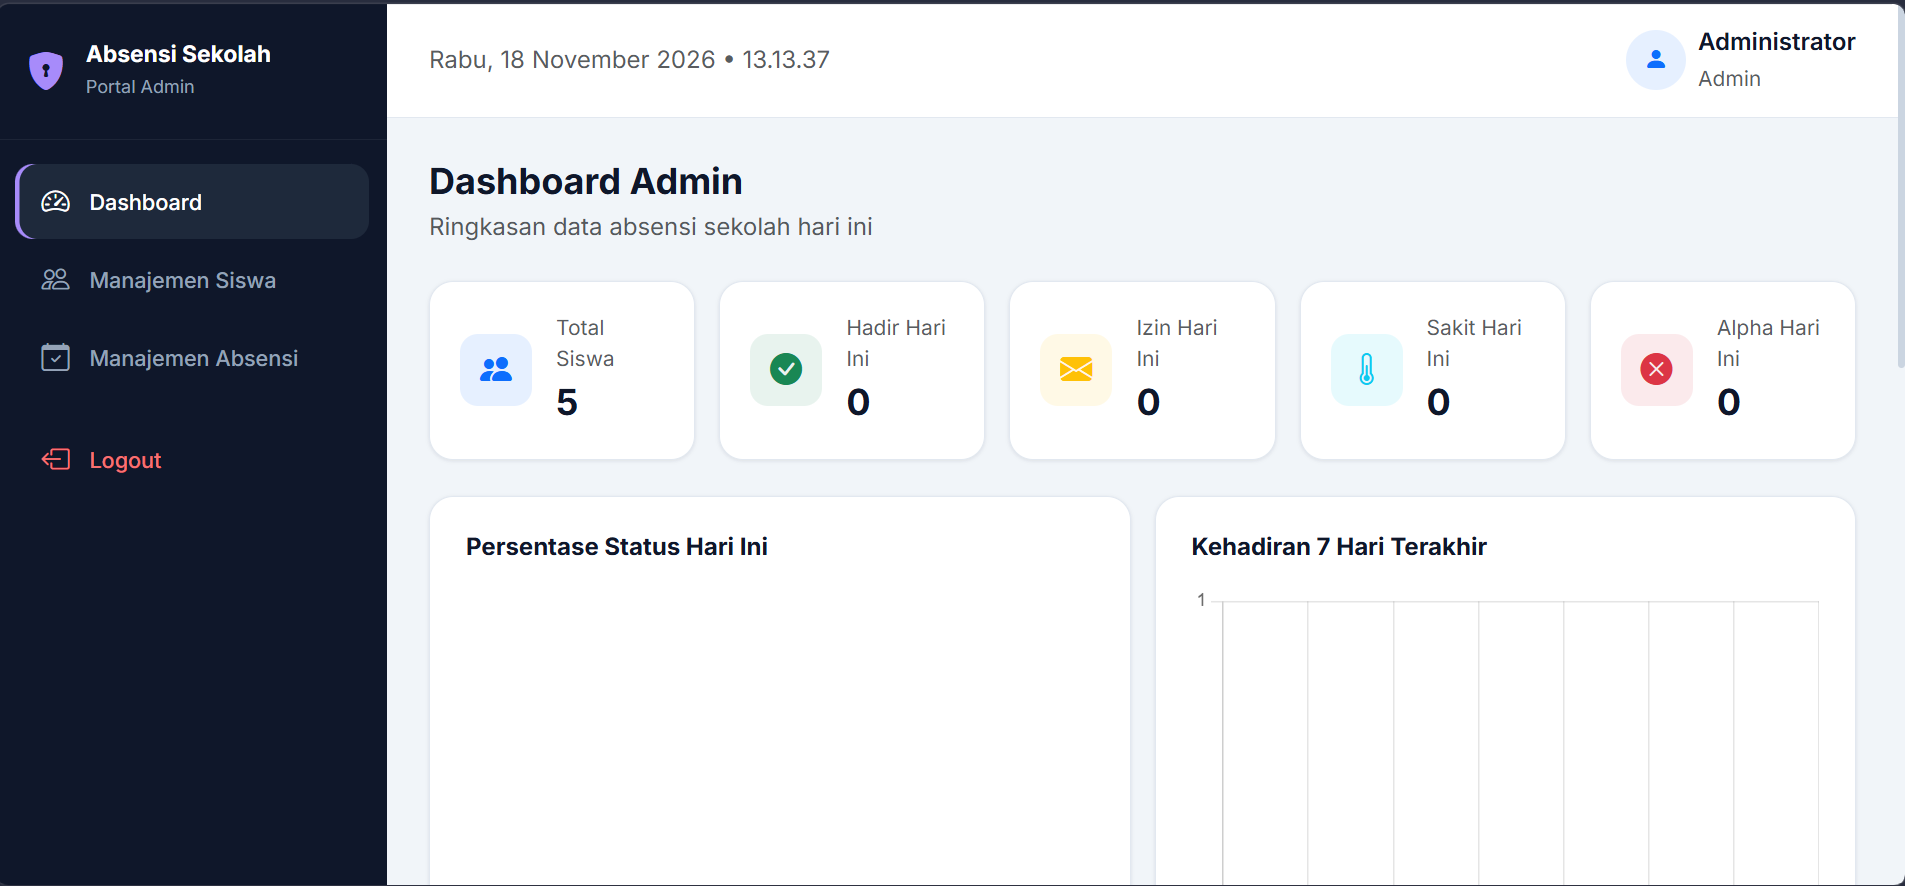 Absensi Sekolah
Portal Admin
Dashboard
Manajemen Siswa
Manajemen Absensi
Logout
Rabu, 18 November 2026 • 13.13.37
Administrator
Admin
Dashboard Admin
Ringkasan data absensi sekolah hari ini
Total
Siswa
5
Hadir Hari
Ini
0
Izin Hari
Ini
0
Sakit Hari
Ini
0
Alpha Hari
Ini
0
Persentase Status Hari Ini
Kehadiran 7 Hari Terakhir
1